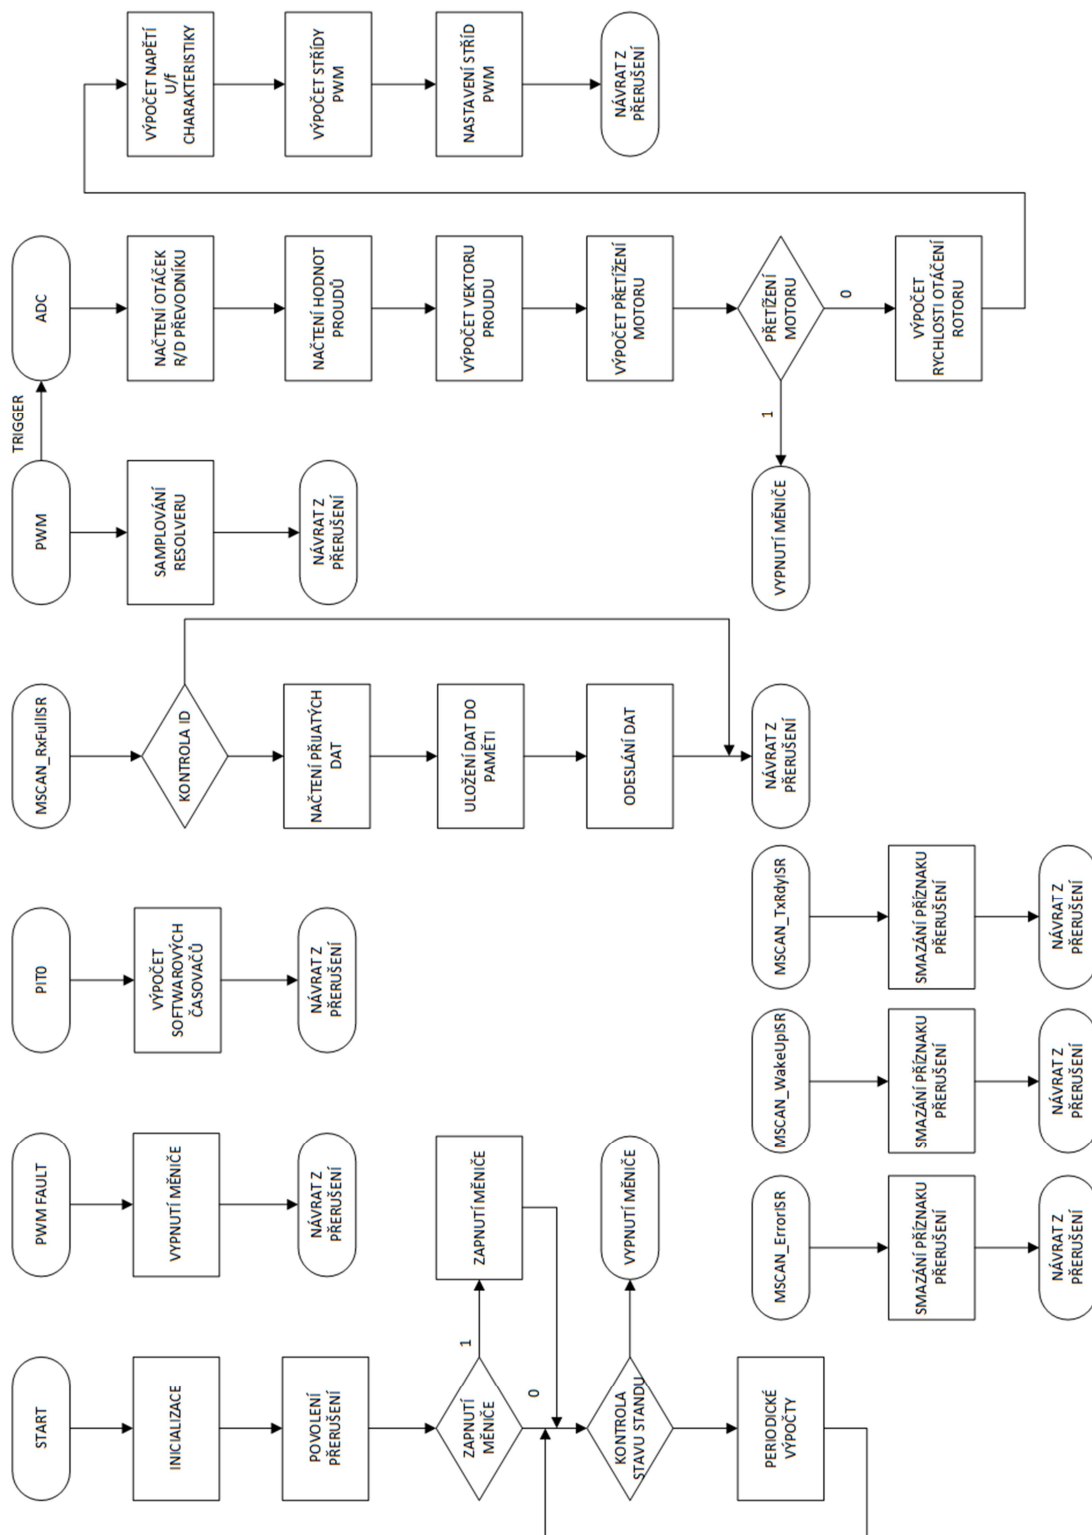 START
INICIALIZACE
POVOLENÍ
PŘERUŠENÍ
ZAPNUTÍ
MĚNIČE
1
0
ZAPNUTÍ MĚNIČE
KONTROLA
STAVU STANDU
VYPNUTÍ MĚNIČE
PERIODICKÉ
VÝPOČTY
PWM FAULT
VYPNUTÍ MĚNIČE
NÁVRAT Z
PŘERUŠENÍ
PIT0
VÝPOČET
SOFTWAROVÝCH
ČASOVAČŮ
NÁVRAT Z
PŘERUŠENÍ
MSCAN_RxFullISR
KONTROLA ID
NAČTENÍ PŘIJATÝCH
DAT
ULOŽENÍ DAT DO
PAMĚTI
ODESLÁNÍ DAT
NÁVRAT Z
PŘERUŠENÍ
PWM
TRIGGER
SAMPLOVÁNÍ
RESOLVERU
NÁVRAT Z
PŘERUŠENÍ
ADC
NAČTENÍ OTÁČEK
R/D PŘEVODNÍKU
NAČTENÍ HODNOT
PROUDŮ
VÝPOČET VEKTORU
PROUDU
VÝPOČET PŘETÍŽENÍ
MOTORU
PŘETÍŽENÍ
MOTORU
1
0
VYPNUTÍ MĚNIČE
VÝPOČET
RYCHLOSTI OTÁČENÍ
ROTORU
VÝPOČET NAPĚTÍ
U/f
CHARAKTERISTIKY
VÝPOČET STŘÍDY
PWM
NASTAVENÍ STŘÍD
PWM
NÁVRAT Z
PŘERUŠENÍ
MSCAN_ErrorISR
SMAZÁNÍ PŘÍZNAKU
PŘERUŠENÍ
NÁVRAT Z
PŘERUŠENÍ
MSCAN_WakeUpISR
SMAZÁNÍ PŘÍZNAKU
PŘERUŠENÍ
NÁVRAT Z
PŘERUŠENÍ
MSCAN_TxRdyISR
SMAZÁNÍ PŘÍZNAKU
PŘERUŠENÍ
NÁVRAT Z
PŘERUŠENÍ